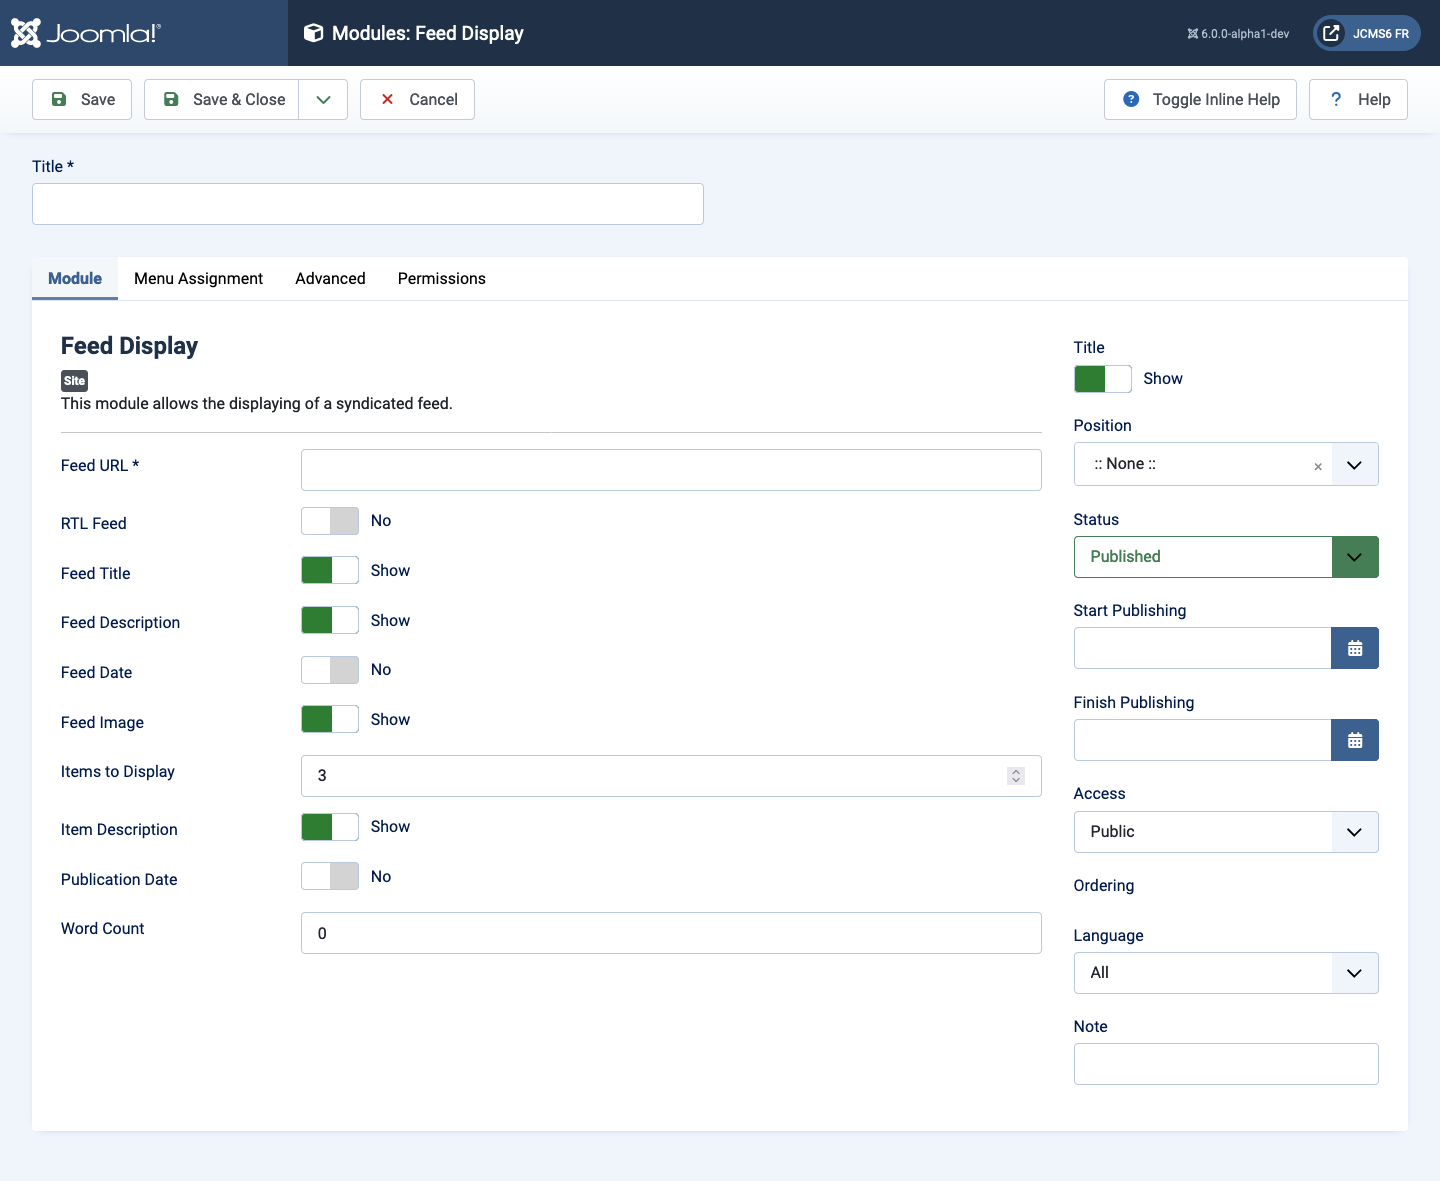 Joomla!®
Modules: Feed Display
6.0.0-alpha1-dev
JCMS6 FR
Save
Save & Close
Cancel
? Toggle Inline Help
? Help
Title *
Module
Menu Assignment
Advanced
Permissions
Feed Display
Site
This module allows the displaying of a syndicated feed.
Feed URL *
RTL Feed
No
Feed Title
Show
Feed Description
Show
Feed Date
No
Feed Image
Show
Items to Display
3
Item Description
Show
Publication Date
No
Word Count
0
Title
Show
Position
:: None ::
×
Status
Published
Start Publishing
Finish Publishing
Access
Public
Ordering
Language
All
Note